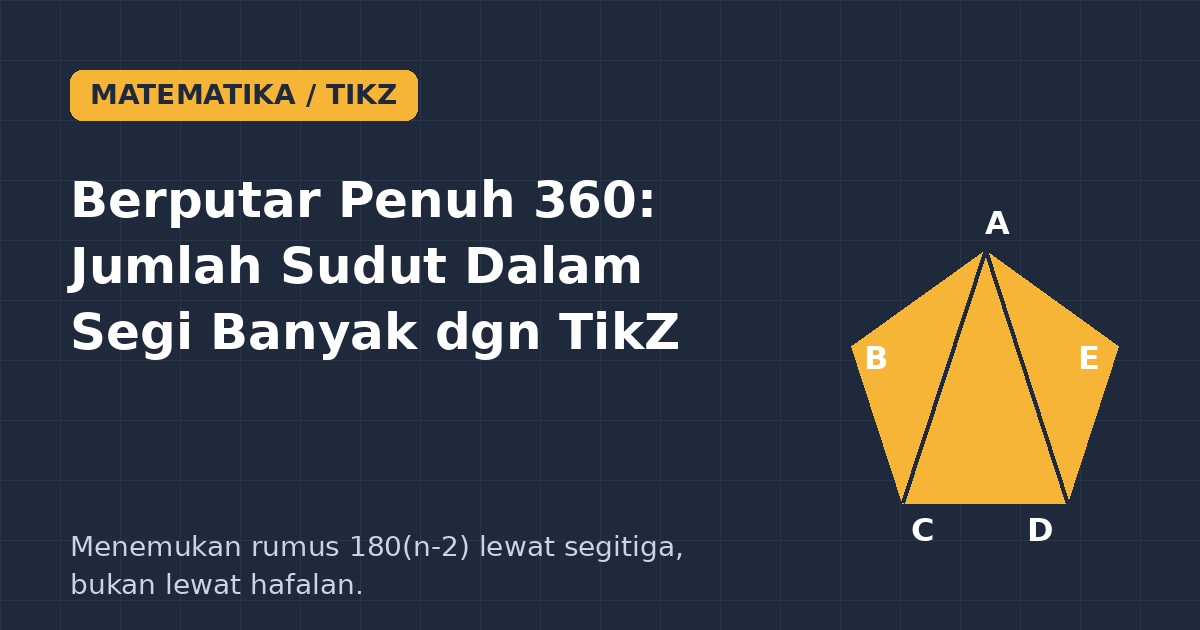 MATEMATIKA / TIKZ
Berputar Penuh 360:
Jumlah Sudut Dalam
Segi Banyak dgn TikZ
A
B
E
C
D
Menemukan rumus 180(n-2) lewat segitiga,
bukan lewat hafalan.